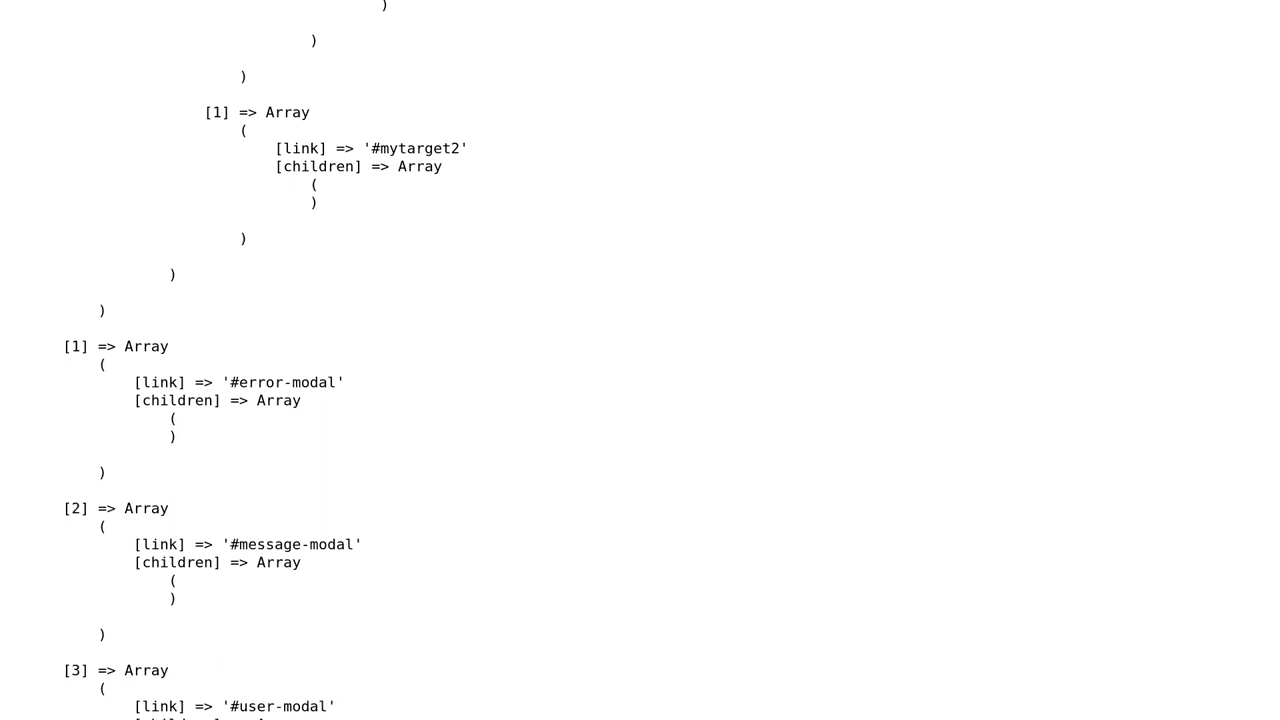 )
)
)
[1] => Array
(
[link] => '#mytarget2'
[children] => Array
(
)
)
)
)
[1] => Array
(
[link] => '#error-modal'
[children] => Array
(
)
)
[2] => Array
(
[link] => '#message-modal'
[children] => Array
(
)
)
[3] => Array
(
[link] => '#user-modal'